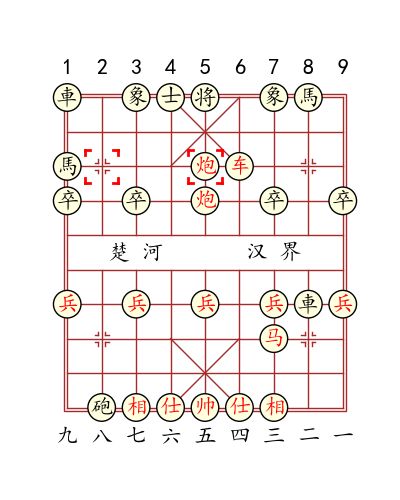 1 2 3 4 5 6 7 8 9
車 象 士 将 象 馬
馬 炮 车
卒 卒 炮 卒 卒
楚河 汉界
兵 兵 兵 兵 車 兵
马
砲 相 仕 帅 仕 相
九 八 七 六 五 四 三 二 一